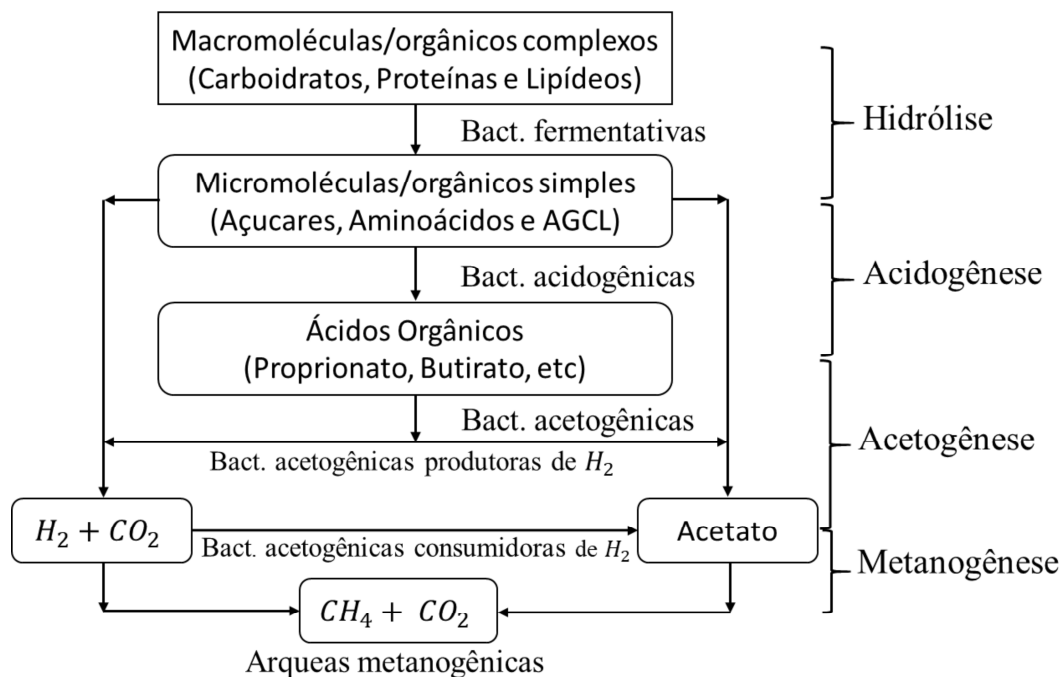 Macromoléculas/orgânicos complexos
(Carboidratos, Proteínas e Lipídeos)
Bact. fermentativas
Hidrólise
Micromoléculas/orgânicos simples
(Açucares, Aminoácidos e AGCL)
Bact. acidogênicas
Acidogênese
Ácidos Orgânicos
(Proprionato, Butirato, etc)
Bact. acetogênicas
Acetogênese
Bact. acetogênicas produtoras de H₂
H₂ + CO₂
Acetato
Bact. acetogênicas consumidoras de H₂
Metanogênese
CH₄ + CO₂
Arqueas metanogênicas